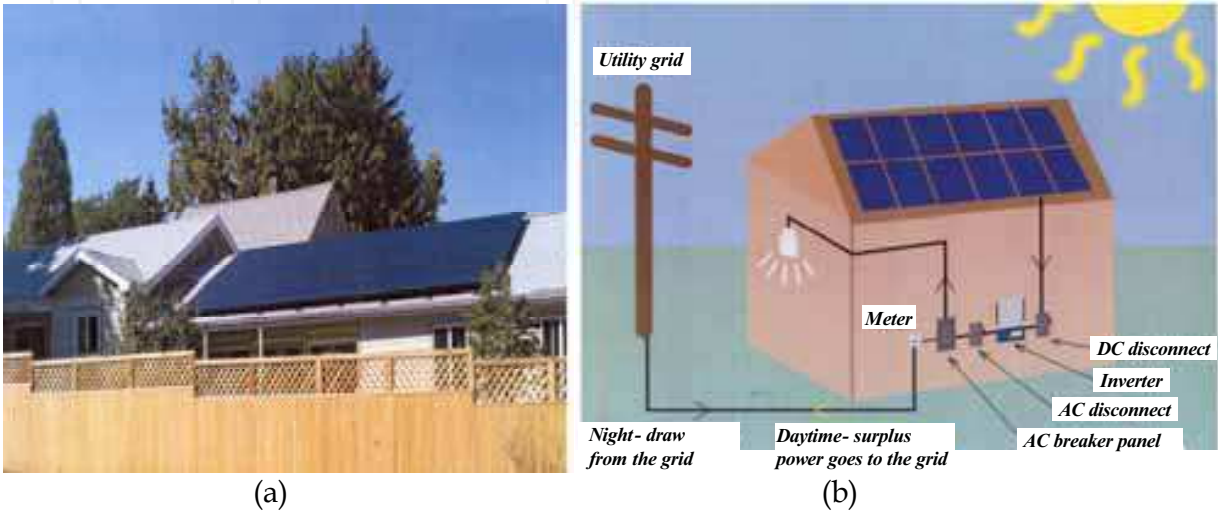 Utility grid
Meter
DC disconnect
Inverter
AC disconnect
AC breaker panel
Night- draw
from the grid
Daytime- surplus
power goes to the grid
(a)
(b)